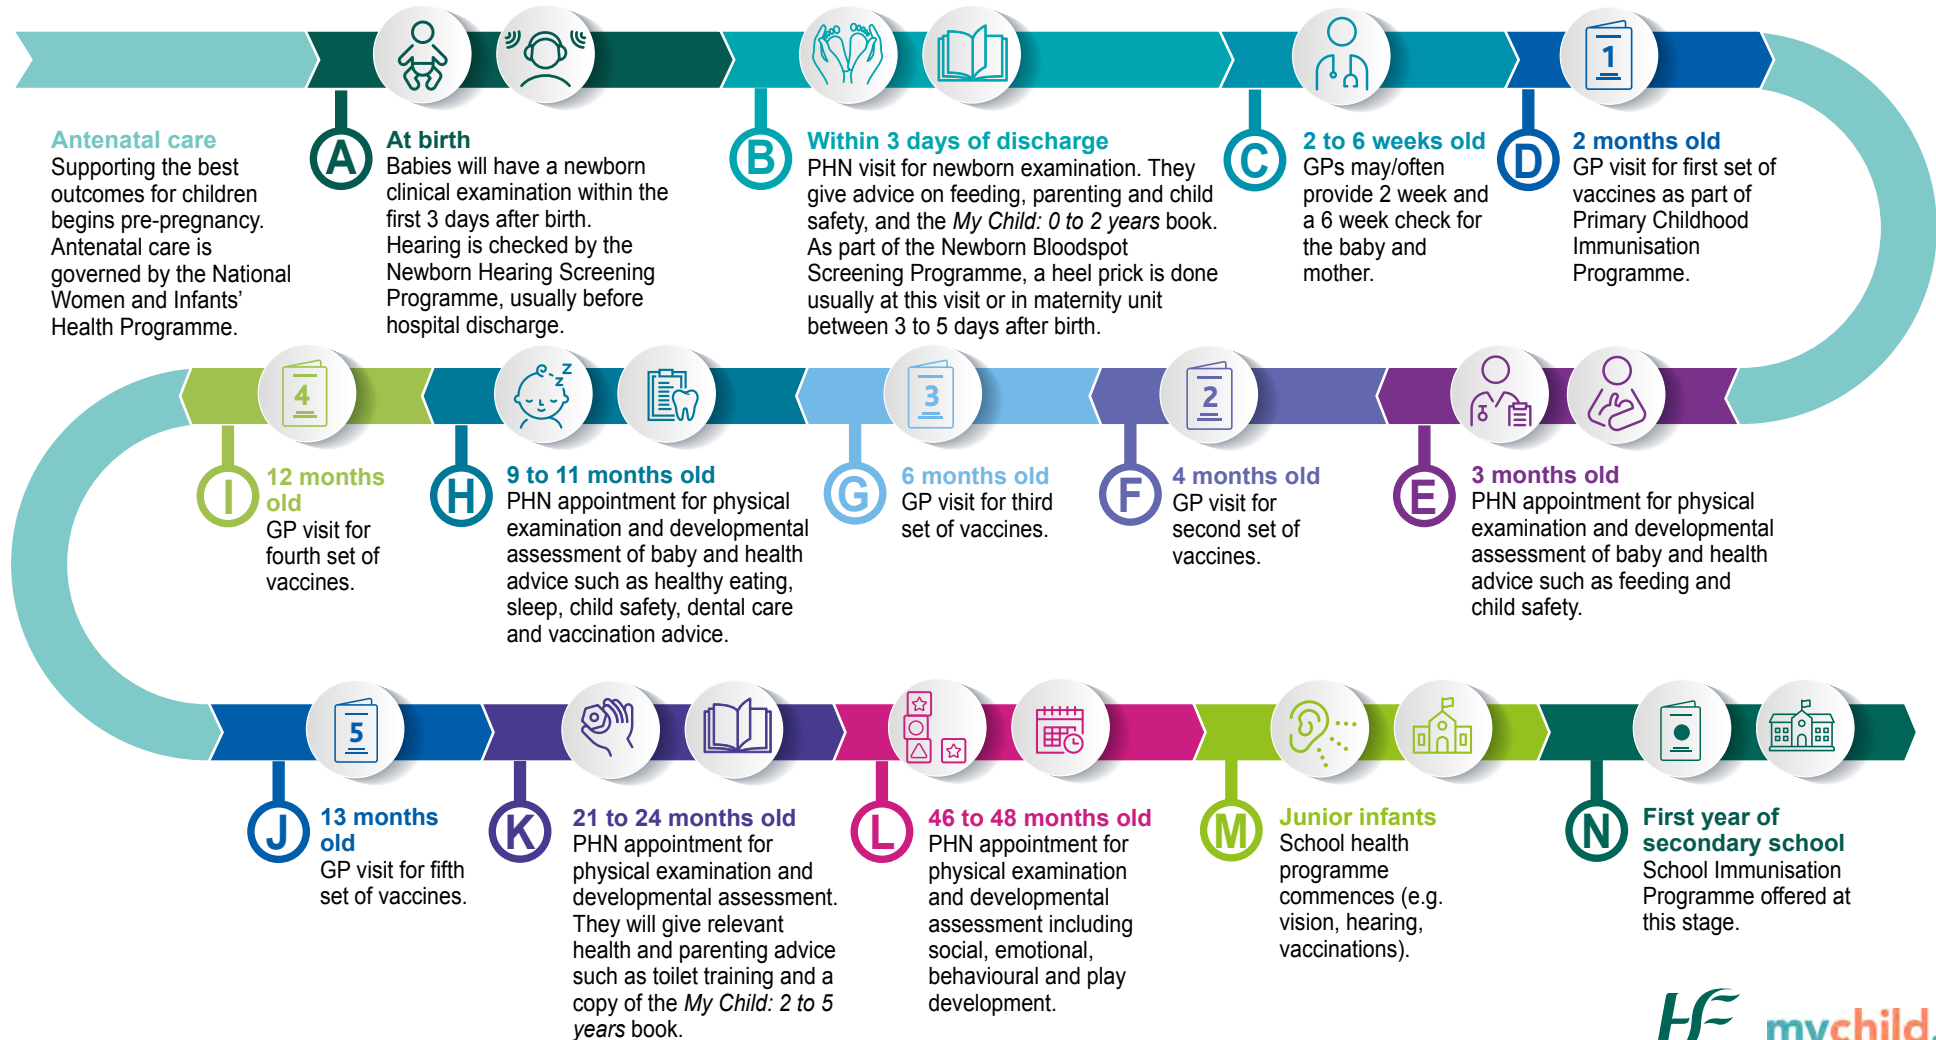 1
A
At birth
Babies will have a newborn
clinical examination within the
first 3 days after birth.
Hearing is checked by the
Newborn Hearing Screening
Programme, usually before
hospital discharge.
Antenatal care
Supporting the best
outcomes for children
begins pre-pregnancy.
Antenatal care is
governed by the National
Women and Infants'
Health Programme.
B
Within 3 days of discharge
PHN visit for newborn examination. They
give advice on feeding, parenting and child
safety, and the My Child: 0 to 2 years book.
As part of the Newborn Bloodspot
Screening Programme, a heel prick is done
usually at this visit or in maternity unit
between 3 to 5 days after birth.
C
2 to 6 weeks old
GPs may/often
provide 2 week and
a 6 week check for
the baby and
mother.
D
2 months old
GP visit for first set of
vaccines as part of
Primary Childhood
Immunisation
Programme.
E
3 months old
PHN appointment for physical
examination and developmental
assessment of baby and health
advice such as feeding and
child safety.
2
F
4 months old
GP visit for
second set of
vaccines.
3
G
6 months old
GP visit for third
set of vaccines.
z z
H
9 to 11 months old
PHN appointment for physical
examination and developmental
assessment of baby and health
advice such as healthy eating,
sleep, child safety, dental care
and vaccination advice.
4
I
12 months
old
GP visit for
fourth set of
vaccines.
5
J
13 months
old
GP visit for fifth
set of vaccines.
K
21 to 24 months old
PHN appointment for
physical examination and
developmental assessment.
They will give relevant
health and parenting advice
such as toilet training and a
copy of the My Child: 2 to 5
years book.
L
46 to 48 months old
PHN appointment for
physical examination
and developmental
assessment including
social, emotional,
behavioural and play
development.
M
Junior infants
School health
programme
commences (e.g.
vision, hearing,
vaccinations).
N
First year of
secondary school
School Immunisation
Programme offered at
this stage.
mychild.